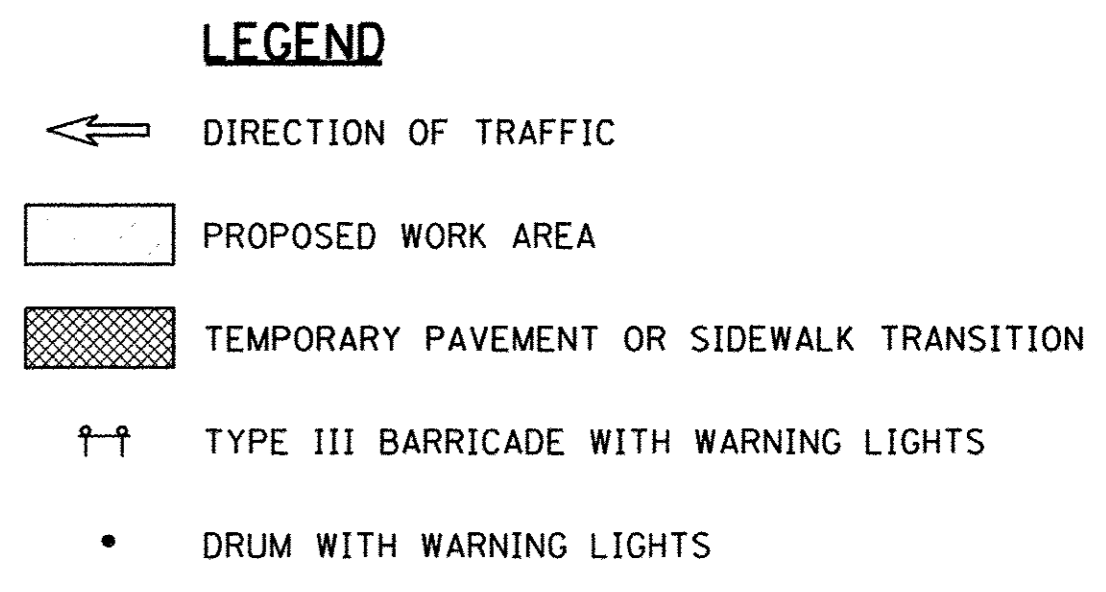 LEGEND
DIRECTION OF TRAFFIC
PROPOSED WORK AREA
TEMPORARY PAVEMENT OR SIDEWALK TRANSITION
TYPE III BARRICADE WITH WARNING LIGHTS
DRUM WITH WARNING LIGHTS